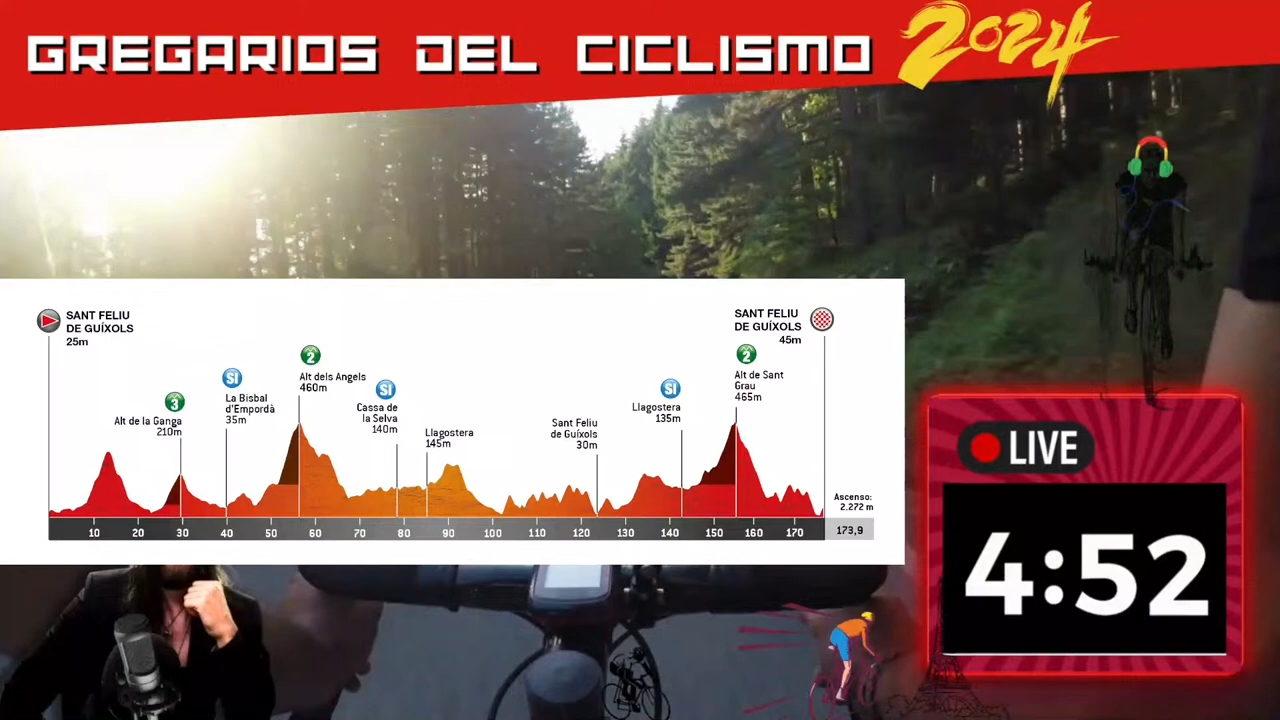 GREGARIOS DEL CICLISMO 2024
SANT FELIU
DE GUÍXOLS
25m
3
Alt de la Ganga
210m
SI
La Bisbal
d'Empordà
35m
2
Alt dels Angels
460m
SI
Cassa de
la Selva
140m
Llagostera
145m
Sant Feliu
de Guíxols
30m
SI
Llagostera
135m
SANT FELIU
DE GUÍXOLS
45m
2
Alt de Sant
Grau
465m
Ascenso:
2.272 m
10 20 30 40 50 60 70 80 90 100 110 120 130 140 150 160 170 173,9
LIVE
4:52